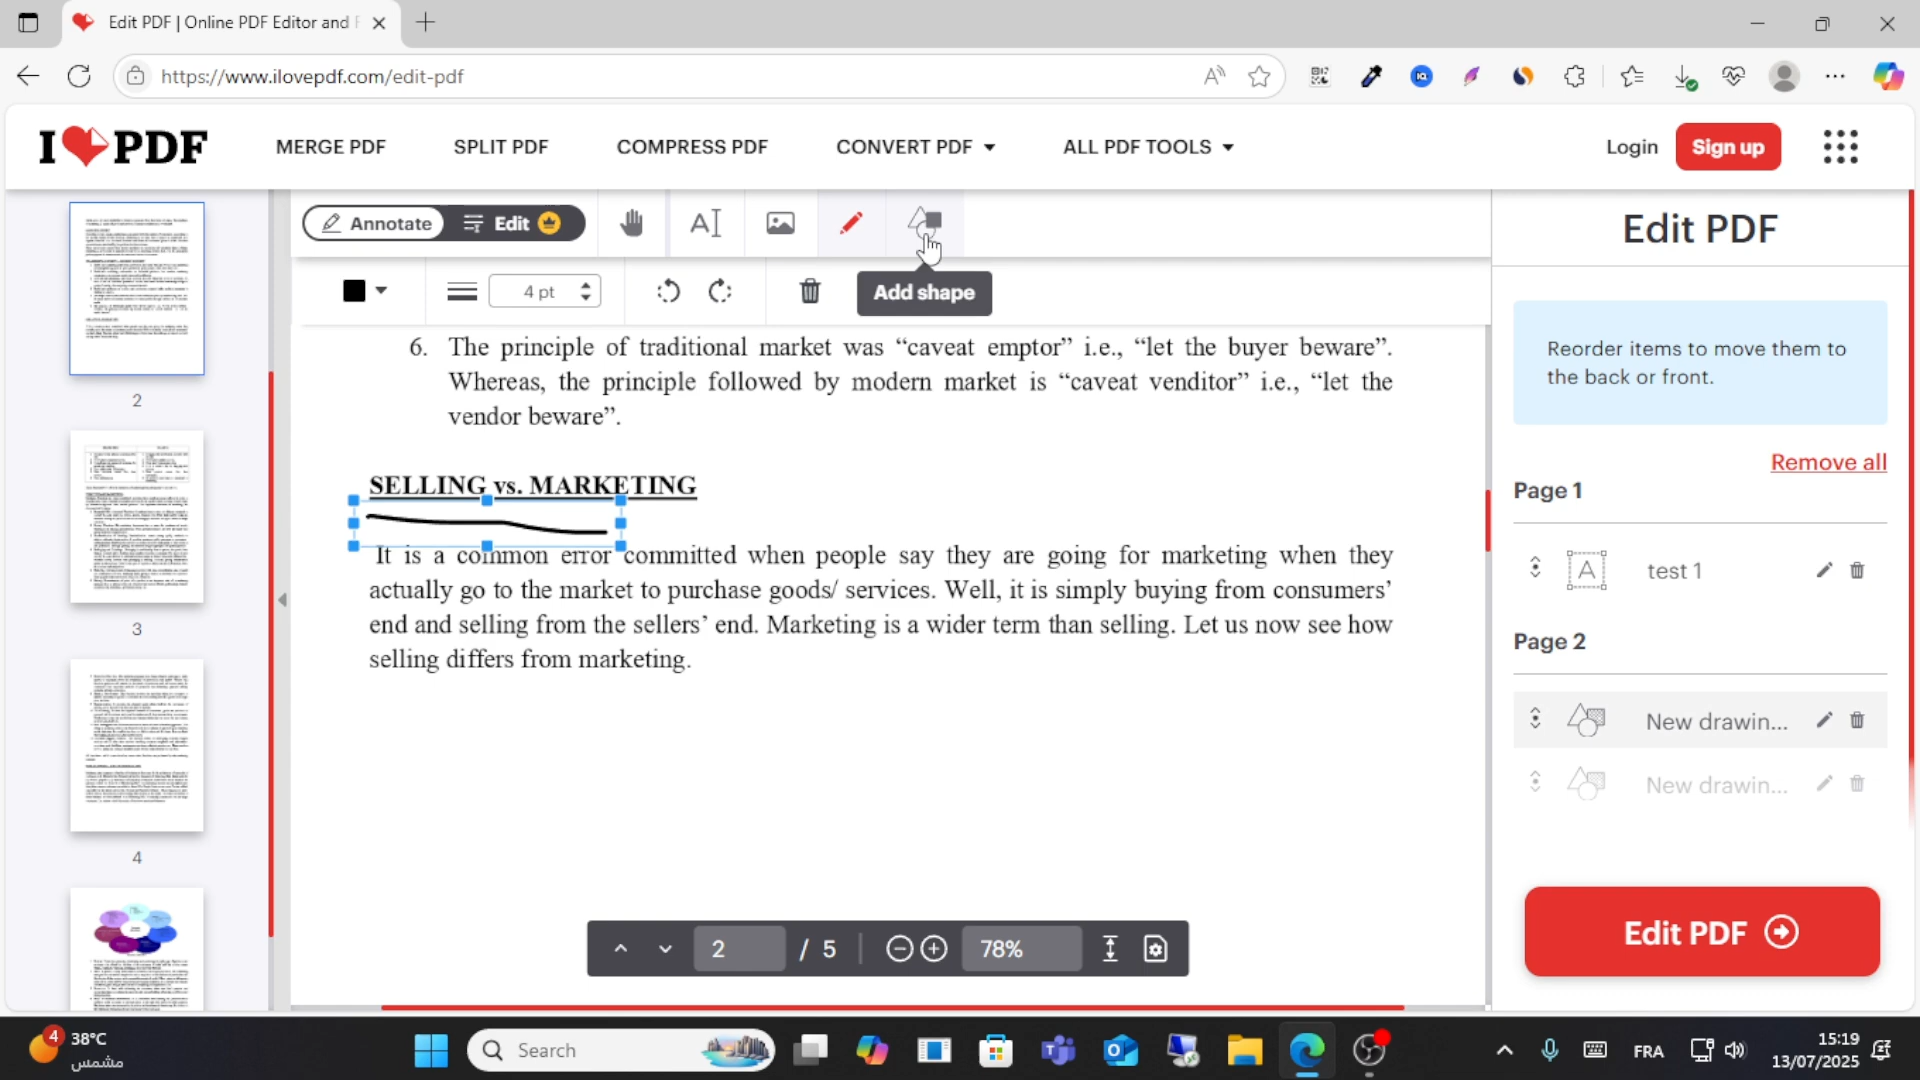 Edit PDF | Online PDF Editor and F
https://www.ilovepdf.com/edit-pdf
I PDF
MERGE PDF
SPLIT PDF
COMPRESS PDF
CONVERT PDF
ALL PDF TOOLS
Login
Sign up
Annotate
Edit
4 pt
Add shape
2
3
4
6. The principle of traditional market was “caveat emptor” i.e., “let the buyer beware”.
Whereas, the principle followed by modern market is “caveat venditor” i.e., “let the
vendor beware”.
SELLING vs. MARKETING
It is a common error committed when people say they are going for marketing when they
actually go to the market to purchase goods/ services. Well, it is simply buying from consumers’
end and selling from the sellers’ end. Marketing is a wider term than selling. Let us now see how
selling differs from marketing.
2 / 5
78%
Edit PDF
Reorder items to move them to
the back or front.
Remove all
Page 1
A test 1
Page 2
New drawin...
New drawin...
Edit PDF
4
38°C
مشمس
Search
FRA
15:19
13/07/2025